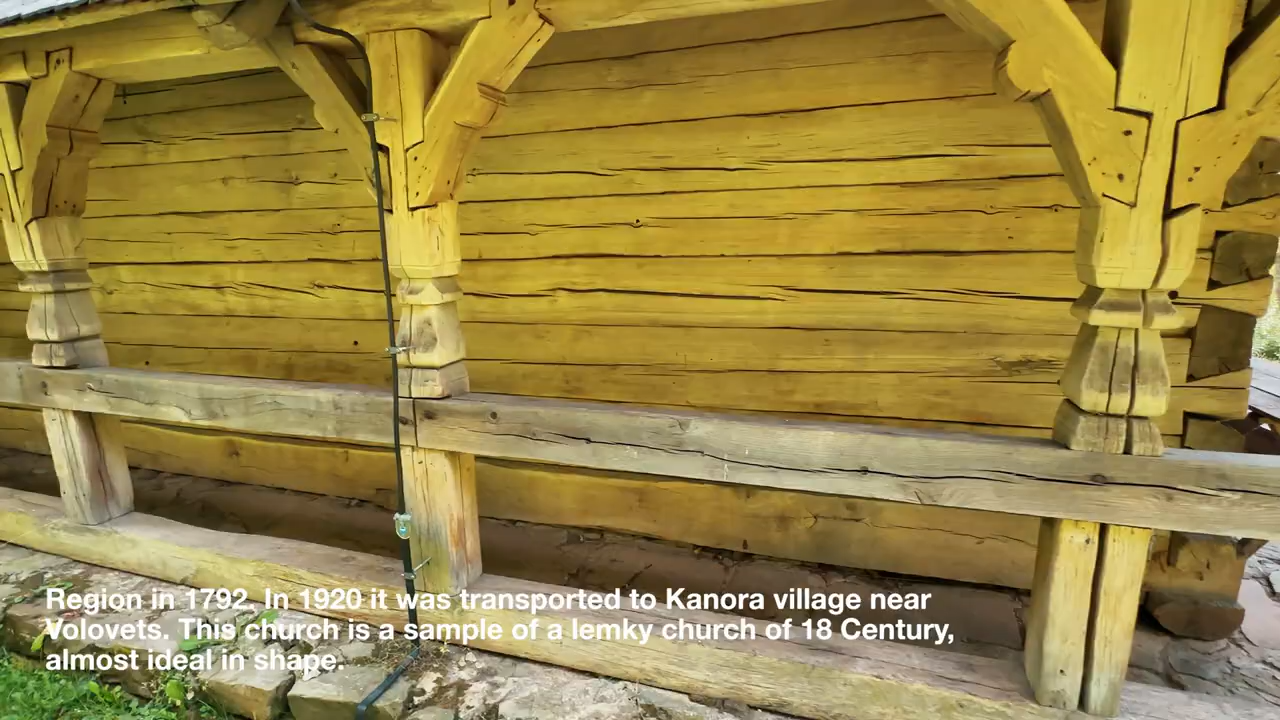 Region in 1792. In 1920 it was transported to Kanora village near
Volovets. This church is a sample of a lemky church of 18 Century,
almost ideal in shape.